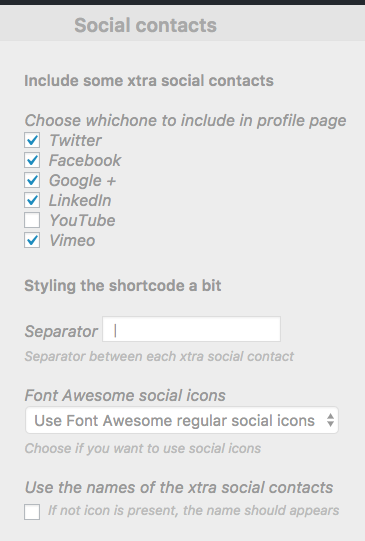 Social contacts
Include some xtra social contacts
Choose whichone to include in profile page
Twitter
Facebook
Google +
LinkedIn
YouTube
Vimeo
Styling the shortcode a bit
Separator |
Separator between each xtra social contact
Font Awesome social icons
Use Font Awesome regular social icons
Choose if you want to use social icons
Use the names of the xtra social contacts
If not icon is present, the name should appears